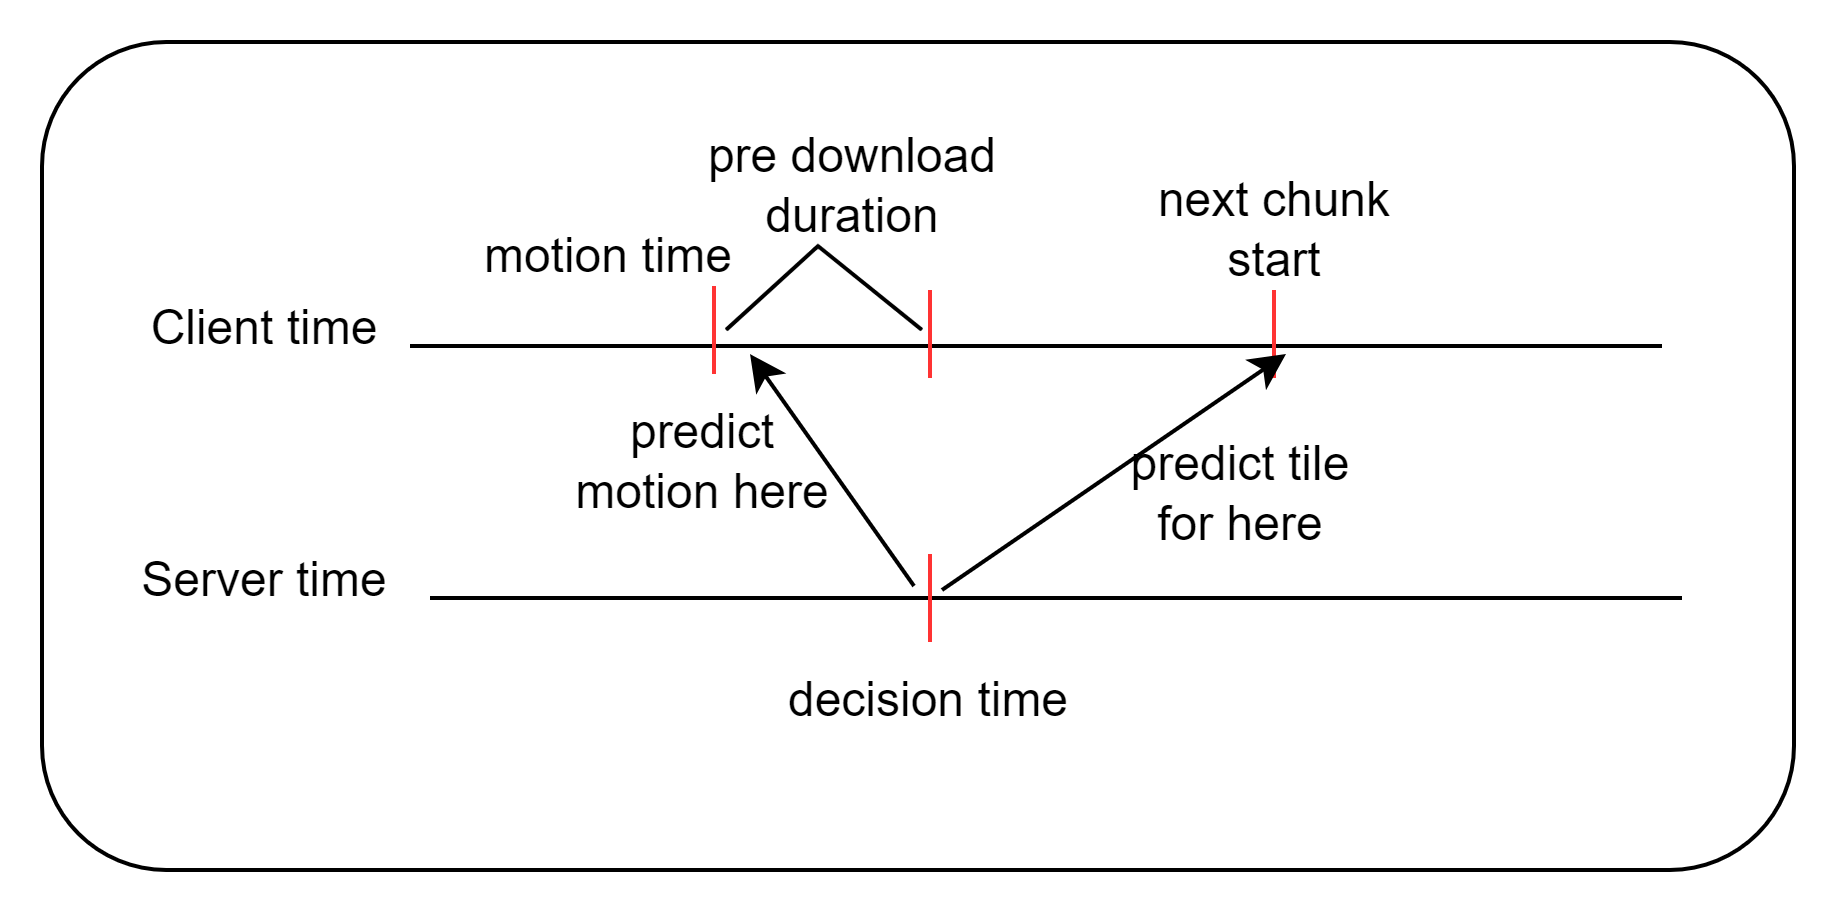 pre download
duration
next chunk
start
motion time
Client time
predict
motion here
predict tile
for here
Server time
decision time